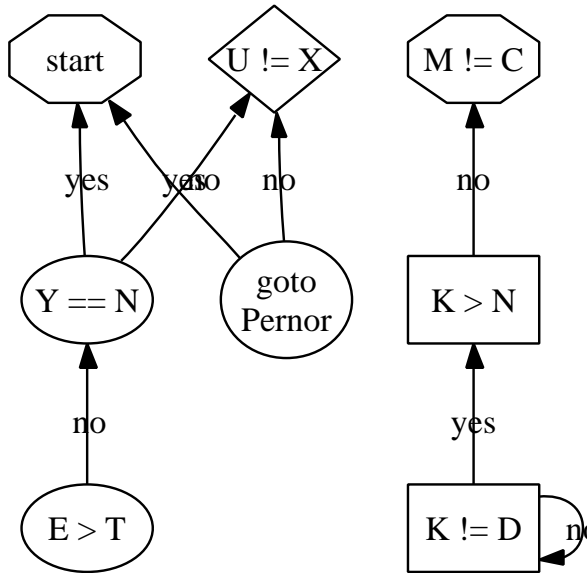 start
U != X
M != C
yes
yes
no
no
no
Y == N
goto
Pernor
K > N
no
yes
E > T
K != D
no